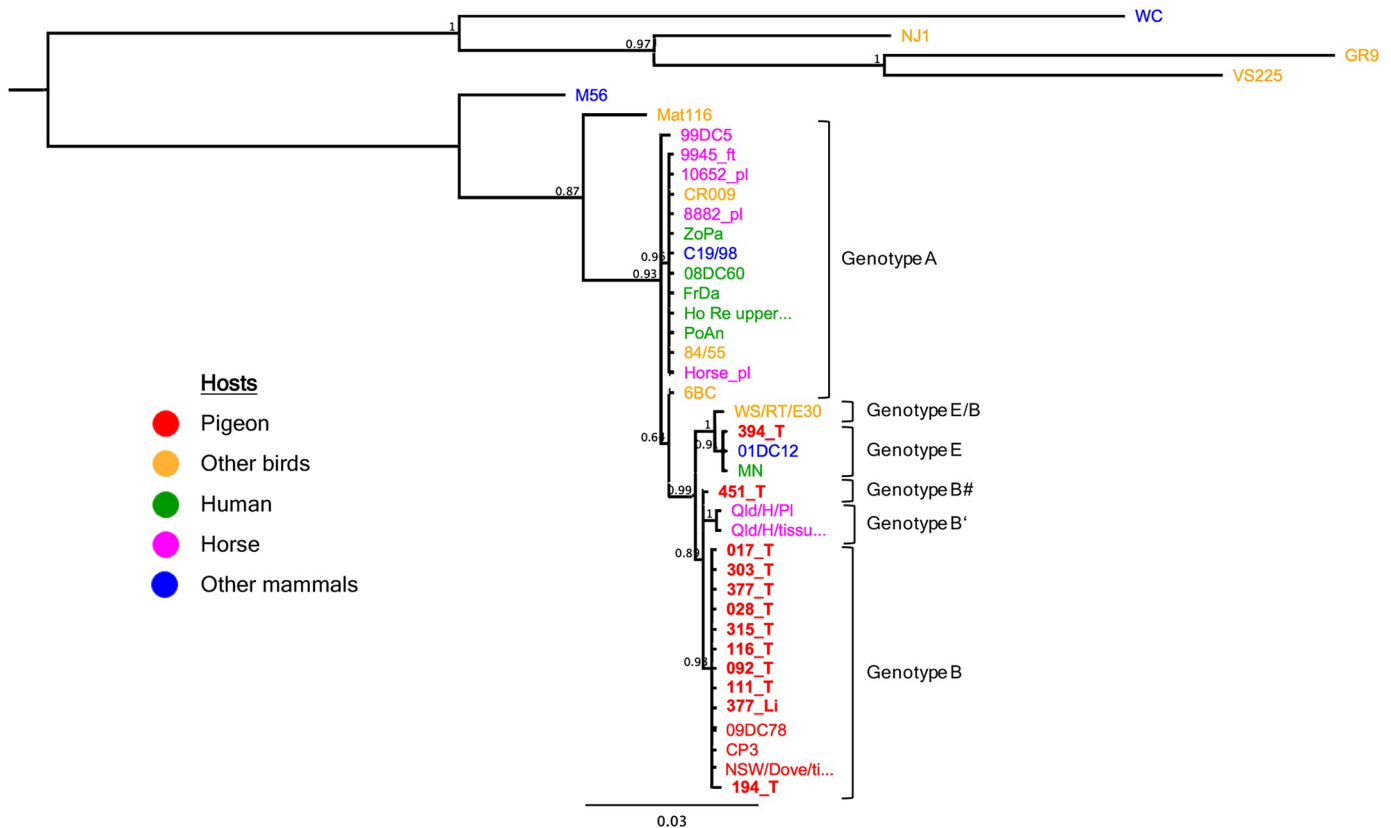 WC
1
NJ1
0.97
GR9
1
VS225
M56
Mat116
99DC5
9945_ft
10652_pl
0.87
CR009
8882_pl
ZoPa
C19/98
0.95
Genotype A
08DC60
0.93
FrDa
Ho Re upper...
PoAn
84/55
Horse_pl
Hosts
6BC
WS/RT/E30
Genotype E/B
Pigeon
1
394_T
0.9
01DC12
Genotype E
Other birds
MN
0.99
451_T
Genotype B#
Human
Qld/H/Pl
1
Qld/H/tissu...
Genotype B‘
Horse
017_T
0.89
303_T
Other mammals
377_T
028_T
315_T
116_T
0.93
092_T
Genotype B
111_T
377_Li
09DC78
CP3
NSW/Dove/ti...
194_T
0.03